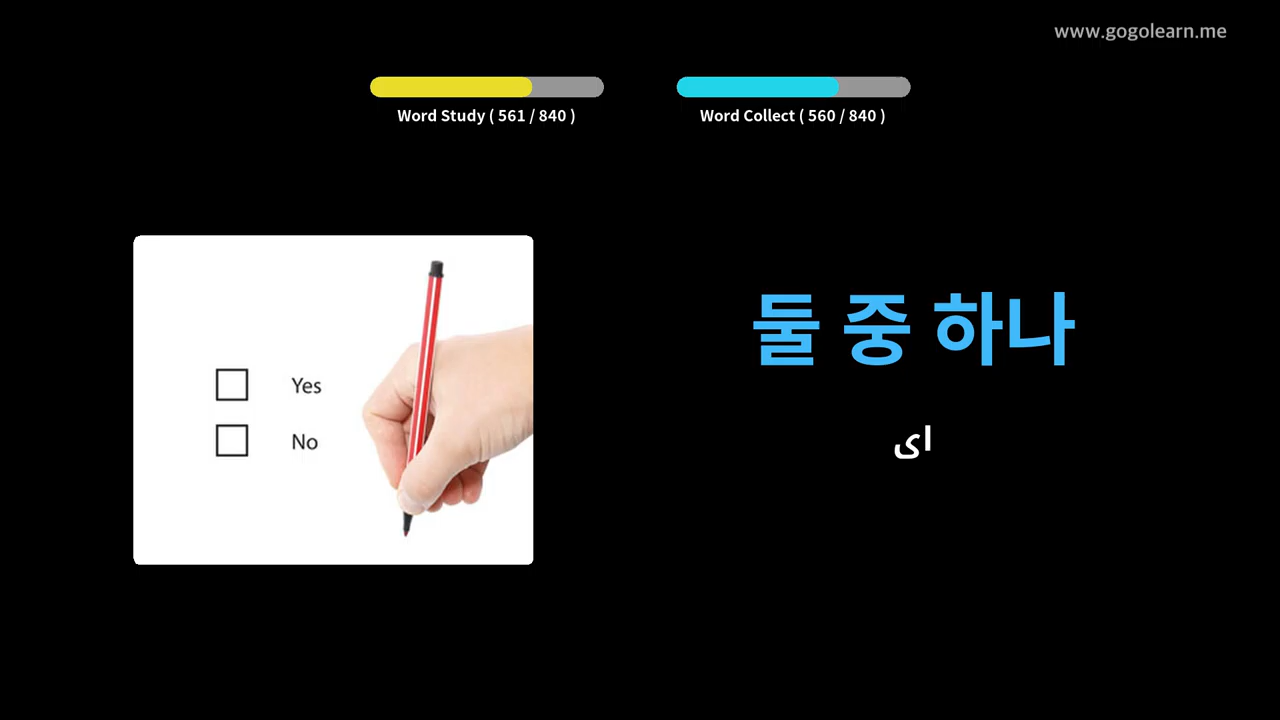 www.gogolearn.me
Word Study ( 561 / 840 )
Word Collect ( 560 / 840 )
Yes
No
둘 중 하나
ای